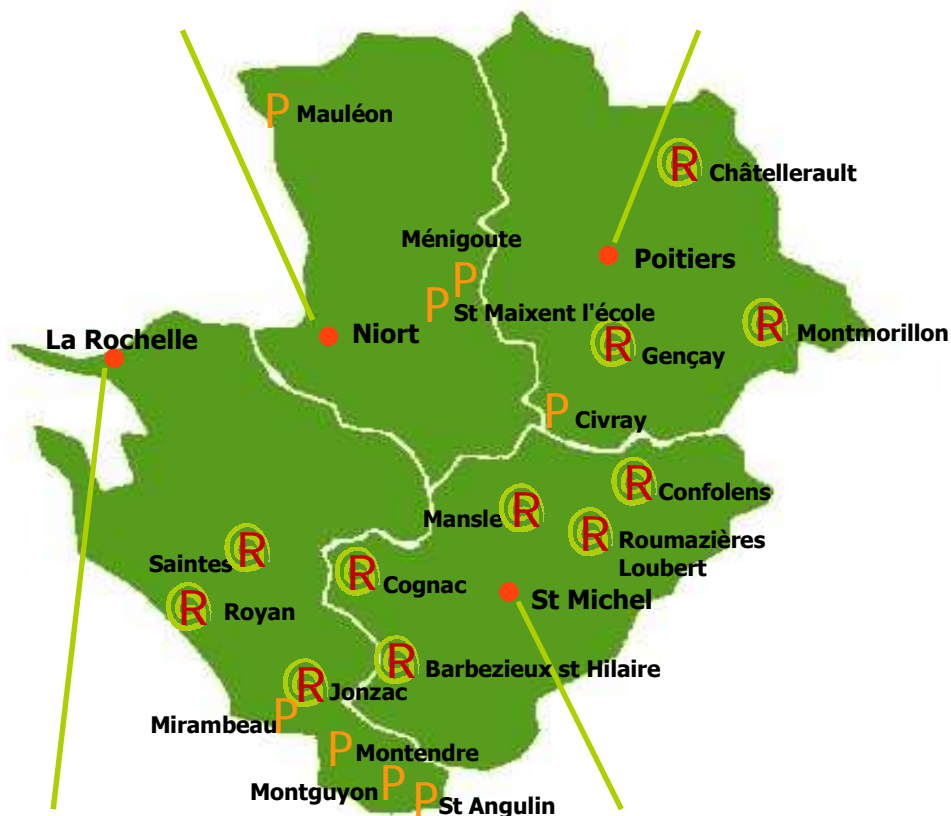 P Mauléon
R Châtellerault
Ménigoute
P
Poitiers
P St Maixent l'école
La Rochelle
Niort
R Montmorillon
R Gençay
P Civray
R Confolens
Mansle R
R Roumazières
Loubert
Saintes R
R Cognac
St Michel
R Royan
R Barbezieux st Hilaire
R Jonzac
Mirambeau P
P Montendre
Montguyon P
P St Angulin